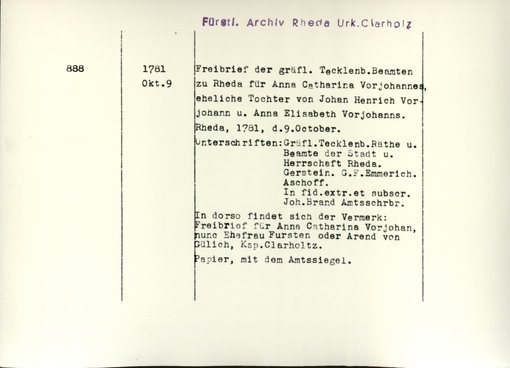 Fürstl. Archiv Rheda Urk.Clarholz
888 1781 Freibrief der gräfl. Tecklenb.Beamten
Okt.9 zu Rheda für Anna Catharina Vorjohannes,
eheliche Tochter von Johan Henrich Vor-
johann u. Anna Elisabeth Vorjohanns.
Rheda, 1781, d.9.October.
Unterschriften:Gräfl.Tecklenb.Räthe u.
Beamte der Stadt u.
Herrschaft Rheda.
Gerstein. G.F.Emmerich.
Aschoff.
In fid.extr.et subscr.
Joh.Brand Amtsschrbr.
In dorso findet sich der Vermerk:
Freibrief für Anna Catharina Vorjohan,
nunc Ehefrau Fursten oder Arend von
Gülich, Ksp.Clarholtz.
Papier, mit dem Amtssiegel.